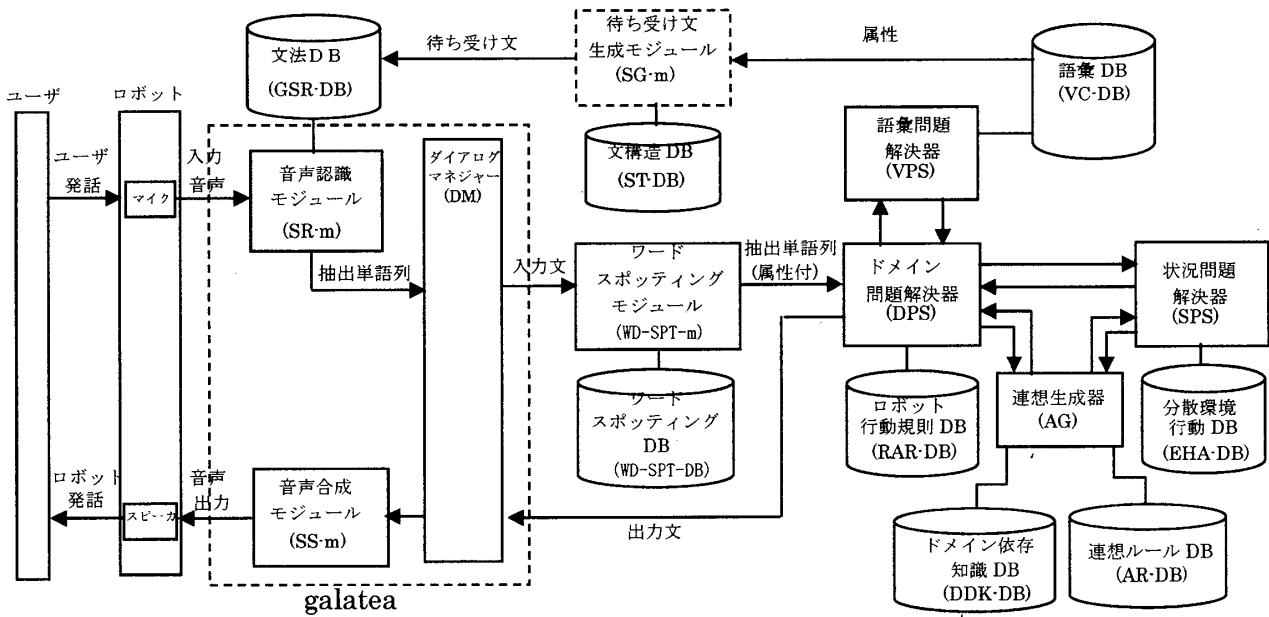 文法ＤＢ
(GSR-DB)
待ち受け文
待ち受け文
生成モジュール
(SG-m)
属性
語彙 DB
(VC-DB)
ユーザ
ロボット
文構造 DB
(ST-DB)
語彙問題
解決器
(VPS)
ユーザ
発話
マイク
入力
音声
音声認識
モジュール
(SR-m)
ダイアログ
マネジャー
(DM)
抽出単語列
入力文
ワード
スポッティング
モジュール
(WD-SPT-m)
抽出単語列
(属性付)
ドメイン
問題解決器
(DPS)
状況問題
解決器
(SPS)
ワード
スポッティング
DB
(WD-SPT-DB)
ロボット
行動規則 DB
(RAR-DB)
連想生成器
(AG)
分散環境
行動 DB
(EHA-DB)
ロボット
発話
スピーカ
音声
出力
音声合成
モジュール
(SS-m)
出力文
ドメイン依存
知識 DB
(DDK-DB)
連想ルール DB
(AR-DB)
galatea